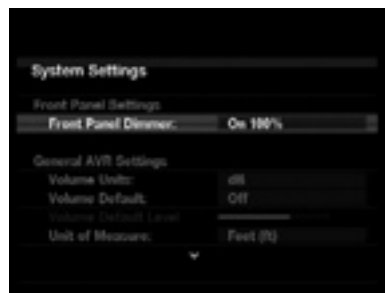 System Settings
Front Panel Settings
Front Panel Dimmer: On 100%
General AVR Settings
Volume Units: dB
Volume Default: Off
Volume Default Level
Unit of Measure: Feet (ft)